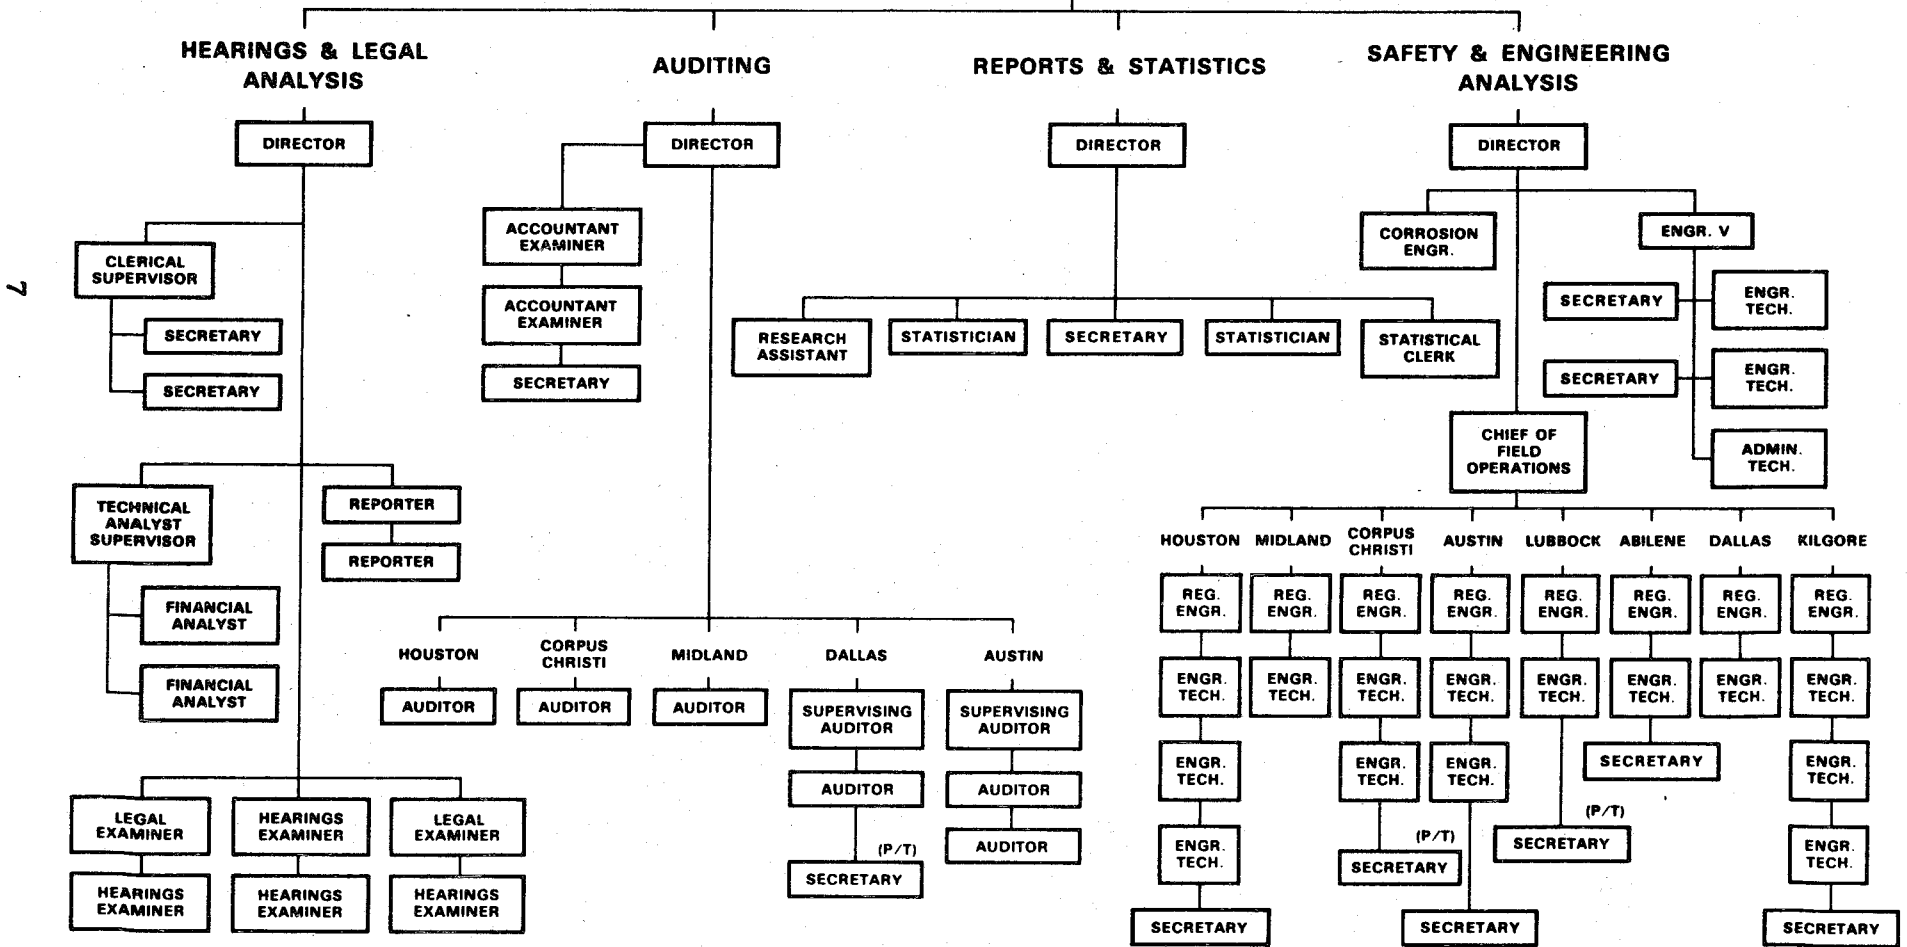 HEARINGS & LEGAL
ANALYSIS
DIRECTOR
CLERICAL
SUPERVISOR
SECRETARY
SECRETARY
TECHNICAL
ANALYST
SUPERVISOR
REPORTER
REPORTER
FINANCIAL
ANALYST
FINANCIAL
ANALYST
LEGAL
EXAMINER
HEARINGS
EXAMINER
HEARINGS
EXAMINER
HEARINGS
EXAMINER
LEGAL
EXAMINER
HEARINGS
EXAMINER
AUDITING
DIRECTOR
ACCOUNTANT
EXAMINER
ACCOUNTANT
EXAMINER
SECRETARY
HOUSTON
AUDITOR
CORPUS
CHRISTI
AUDITOR
MIDLAND
AUDITOR
DALLAS
SUPERVISING
AUDITOR
AUDITOR
(P/T)
SECRETARY
AUSTIN
SUPERVISING
AUDITOR
AUDITOR
AUDITOR
REPORTS & STATISTICS
DIRECTOR
RESEARCH
ASSISTANT
STATISTICIAN
SECRETARY
STATISTICIAN
STATISTICAL
CLERK
SAFETY & ENGINEERING
ANALYSIS
DIRECTOR
CORROSION
ENGR.
ENGR. V
SECRETARY
ENGR.
TECH.
SECRETARY
ENGR.
TECH.
ADMIN.
TECH.
CHIEF OF
FIELD
OPERATIONS
HOUSTON
REG.
ENGR.
ENGR.
TECH.
ENGR.
TECH.
ENGR.
TECH.
SECRETARY
MIDLAND
REG.
ENGR.
ENGR.
TECH.
CORPUS
CHRISTI
REG.
ENGR.
ENGR.
TECH.
ENGR.
TECH.
(P/T)
SECRETARY
AUSTIN
REG.
ENGR.
ENGR.
TECH.
ENGR.
TECH.
SECRETARY
LUBBOCK
REG.
ENGR.
ENGR.
TECH.
(P/T)
SECRETARY
ABILENE
REG.
ENGR.
ENGR.
TECH.
SECRETARY
DALLAS
REG.
ENGR.
ENGR.
TECH.
KILGORE
REG.
ENGR.
ENGR.
TECH.
ENGR.
TECH.
ENGR.
TECH.
SECRETARY
7